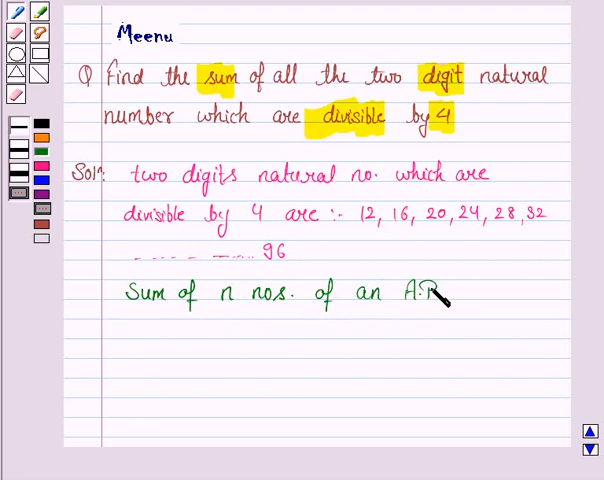 Meenu
Q Find the sum of all the two digit natural
number which are divisible by 4
Solⁿ: two digits natural no. which are
divisible by 4 are :- 12, 16, 20, 24, 28, 32
.............. 96
Sum of n nos. of an A.P